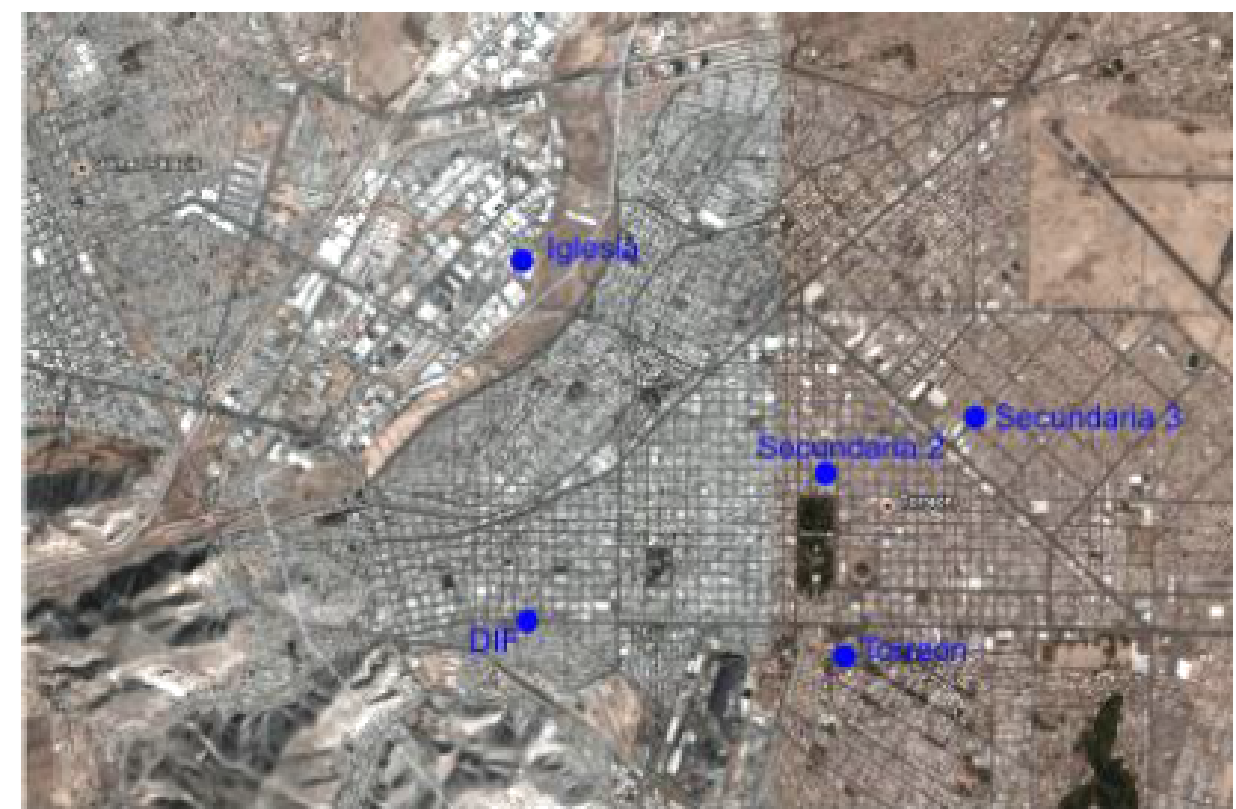 Iglesia
Secundaria 3
Secundaria 2
DIF
Torreon